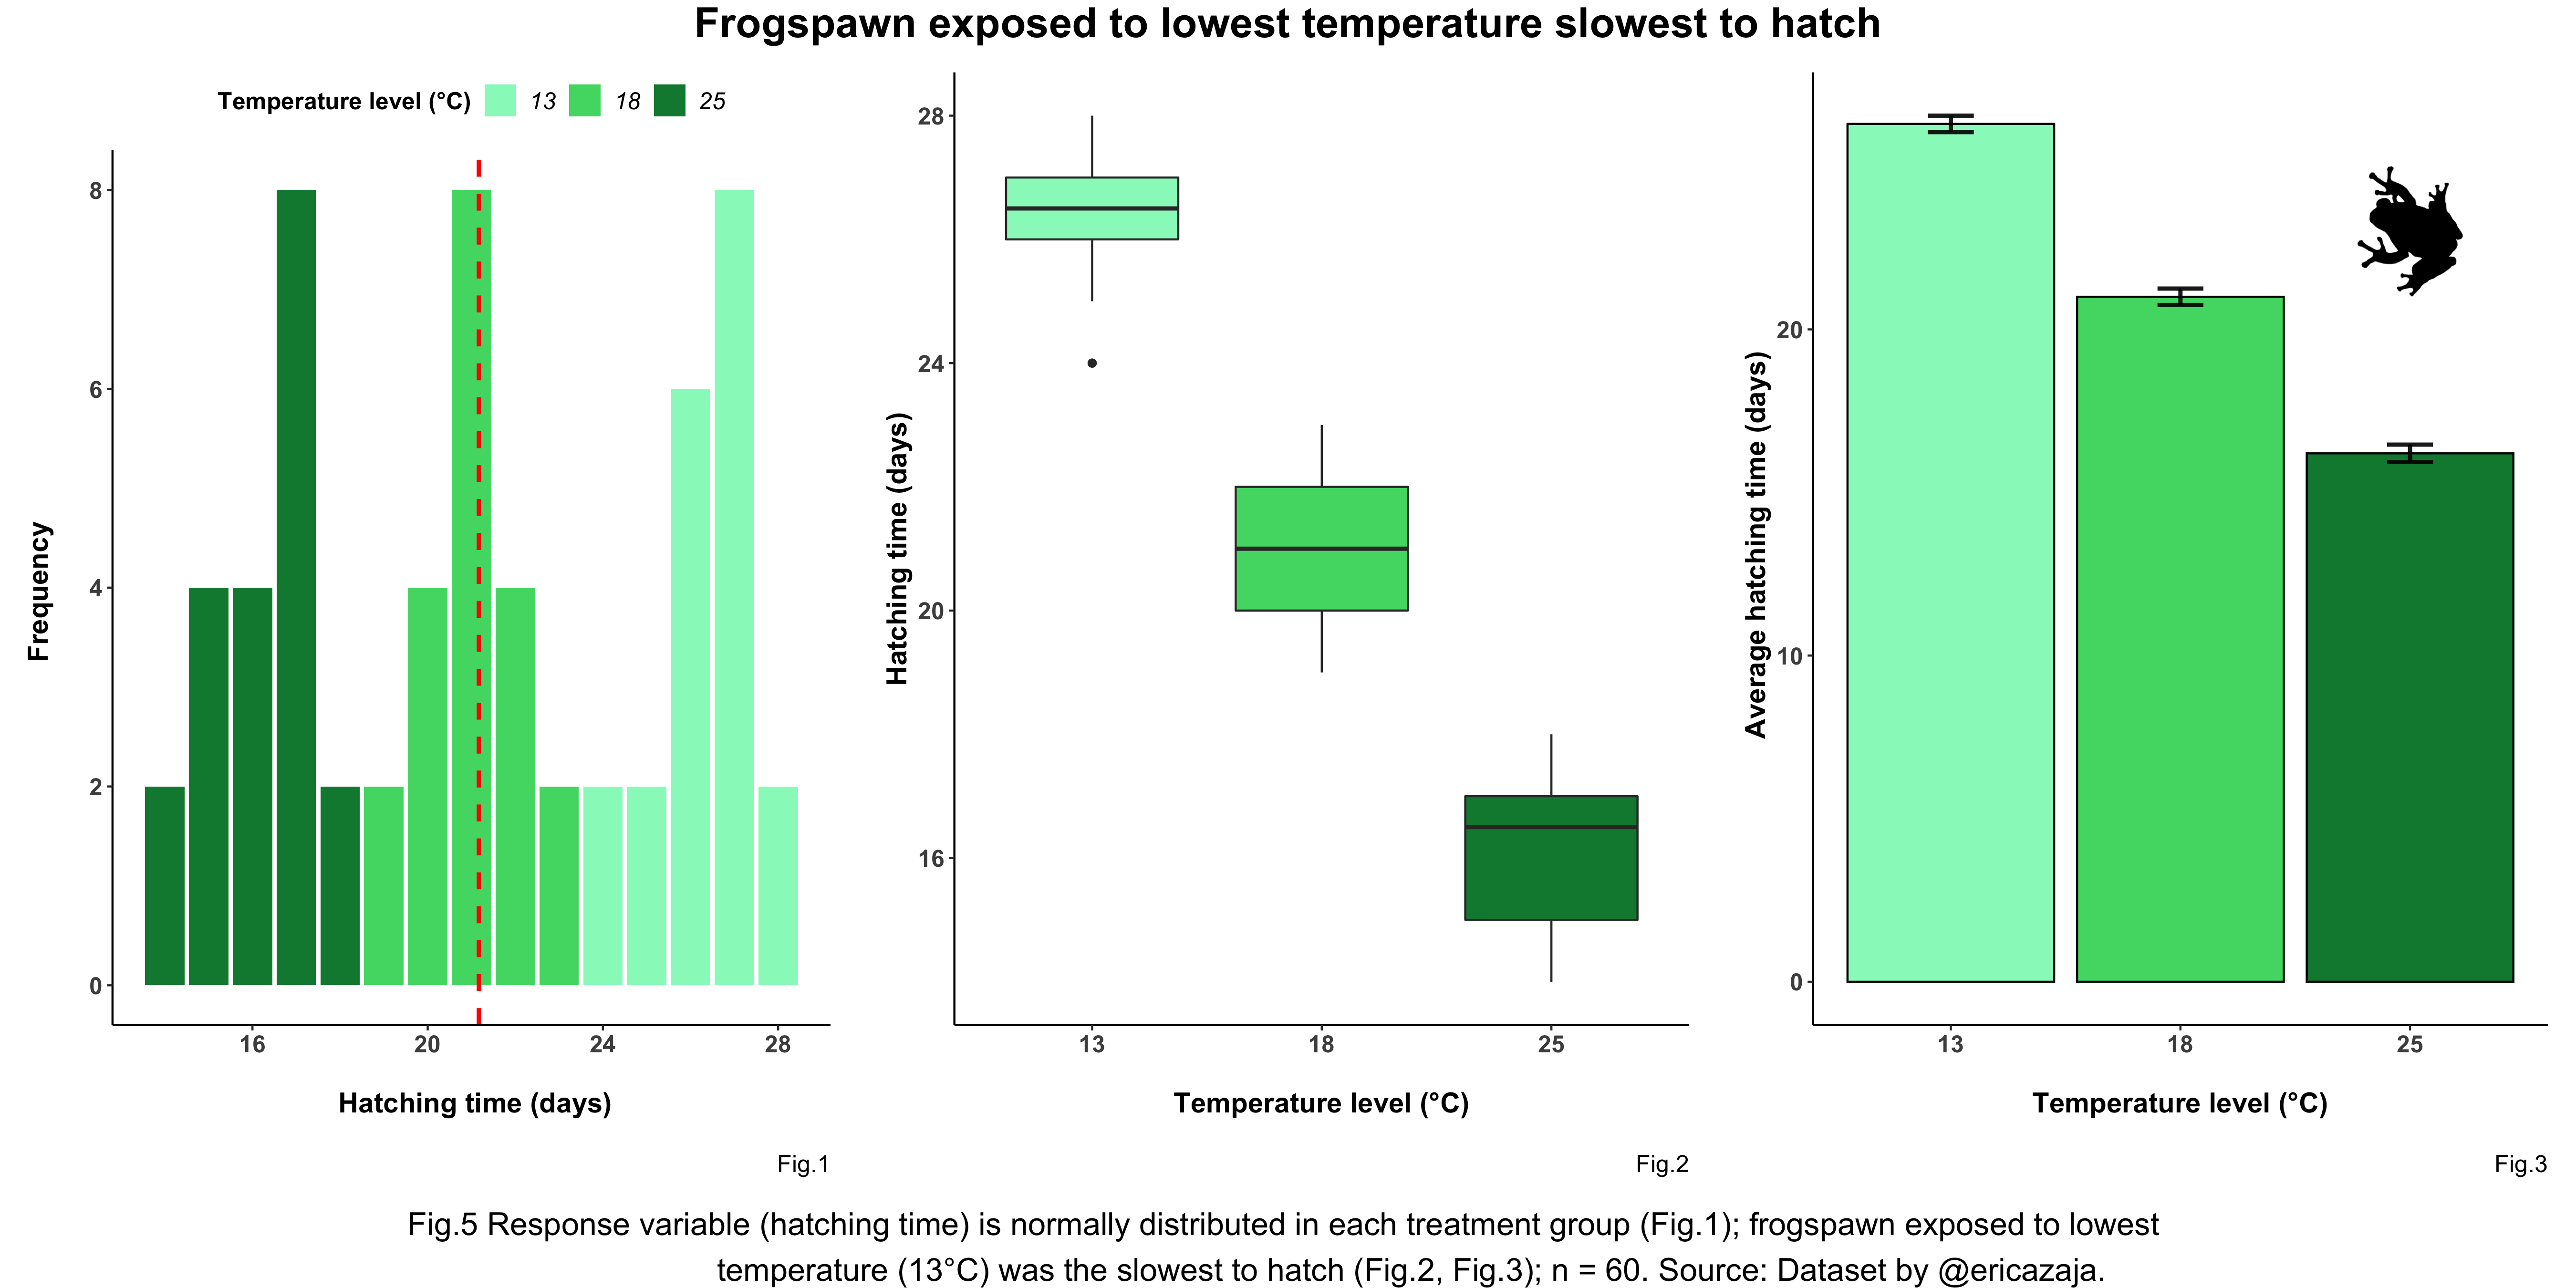 Frogspawn exposed to lowest temperature slowest to hatch
Temperature level (°C) 13 18 25
Frequency
8
6
4
2
0
16 20 24 28
Hatching time (days)
Fig.1
Hatching time (days)
28
24
20
16
13 18 25
Temperature level (°C)
Fig.2
Average hatching time (days)
20
10
0
13 18 25
Temperature level (°C)
Fig.3
Fig.5 Response variable (hatching time) is normally distributed in each treatment group (Fig.1); frogspawn exposed to lowest
temperature (13°C) was the slowest to hatch (Fig.2, Fig.3); n = 60. Source: Dataset by @ericazaja.